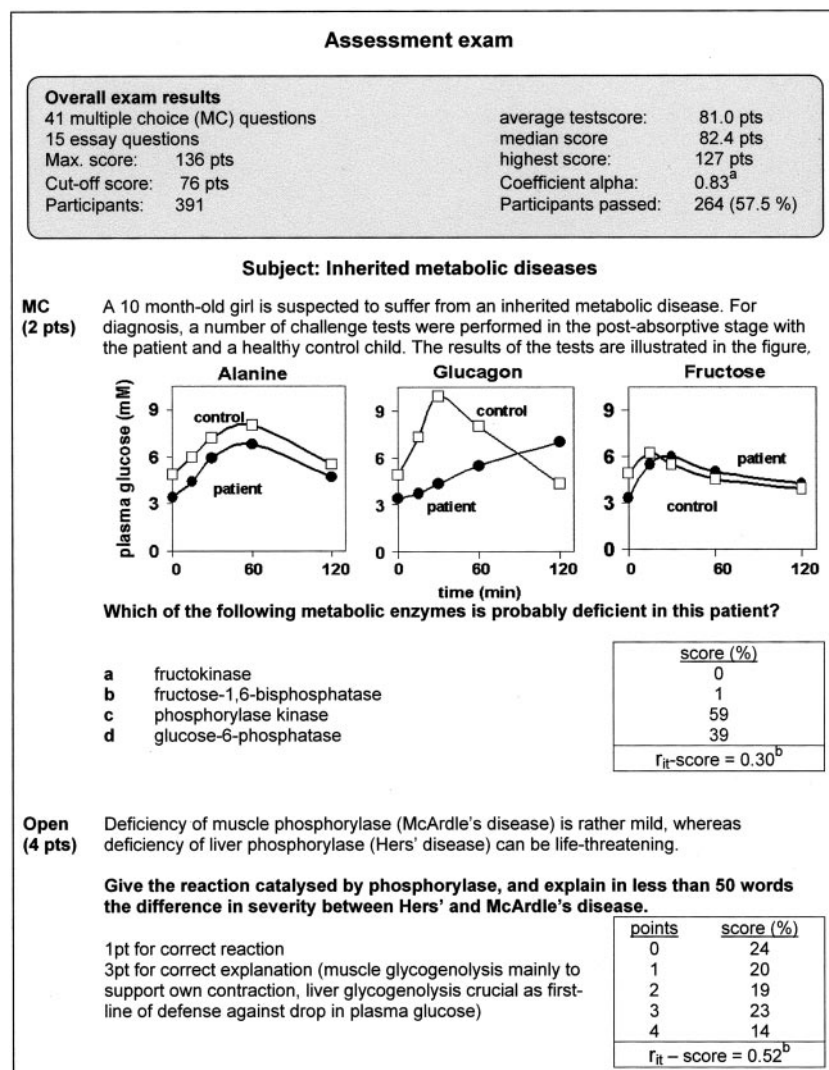 Assessment exam
Overall exam results
41 multiple choice (MC) questions
15 essay questions
Max. score: 136 pts
Cut-off score: 76 pts
Participants: 391
average testscore: 81.0 pts
median score 82.4 pts
highest score: 127 pts
Coefficient alpha: 0.83a
Participants passed: 264 (57.5 %)
Subject: Inherited metabolic diseases
MC
(2 pts)
A 10 month-old girl is suspected to suffer from an inherited metabolic disease. For
diagnosis, a number of challenge tests were performed in the post-absorptive stage with
the patient and a healthy control child. The results of the tests are illustrated in the figure,
Alanine
Glucagon
Fructose
plasma glucose (mM)
9
6
3
0
control
patient
0 60 120
9
6
3
0
control
patient
0 60 120
9
6
3
0
patient
control
0 60 120
time (min)
Which of the following metabolic enzymes is probably deficient in this patient?
a fructokinase
b fructose-1,6-bisphosphatase
c phosphorylase kinase
d glucose-6-phosphatase
score (%)
0
1
59
39
rit-score = 0.30b
Open
(4 pts)
Deficiency of muscle phosphorylase (McArdle's disease) is rather mild, whereas
deficiency of liver phosphorylase (Hers' disease) can be life-threatening.
Give the reaction catalysed by phosphorylase, and explain in less than 50 words
the difference in severity between Hers' and McArdle's disease.
1pt for correct reaction
3pt for correct explanation (muscle glycogenolysis mainly to
support own contraction, liver glycogenolysis crucial as first-
line of defense against drop in plasma glucose)
points score (%)
0 24
1 20
2 19
3 23
4 14
rit – score = 0.52b